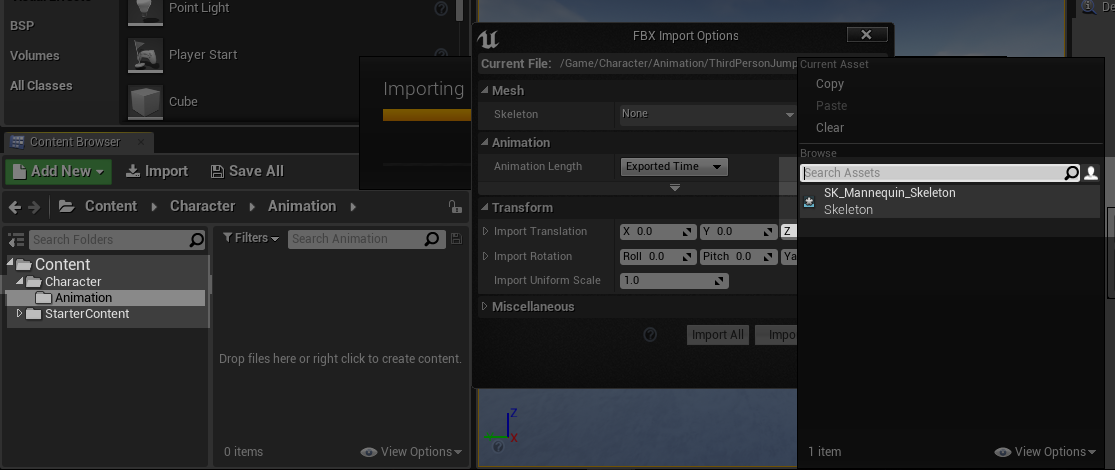 BSP
Volumes
All Classes
Point Light
Player Start
Cube
Importing
Content Browser
Add New
Import
Save All
Content
Character
Animation
Search Folders
Content
Character
Animation
StarterContent
Filters
Search Animation
Drop files here or right click to create content.
0 items
View Options
FBX Import Options
Current File: /Game/Character/Animation/ThirdPersonJump
Mesh
Skeleton
None
Animation
Animation Length
Exported Time
Transform
Import Translation
X 0.0
Y 0.0
Z
Import Rotation
Roll 0.0
Pitch 0.0
Ya
Import Uniform Scale
1.0
Miscellaneous
Import All
Impo
Z
X
De
Current Asset
Copy
Paste
Clear
Browse
Search Assets
SK_Mannequin_Skeleton
Skeleton
1 item
View Options